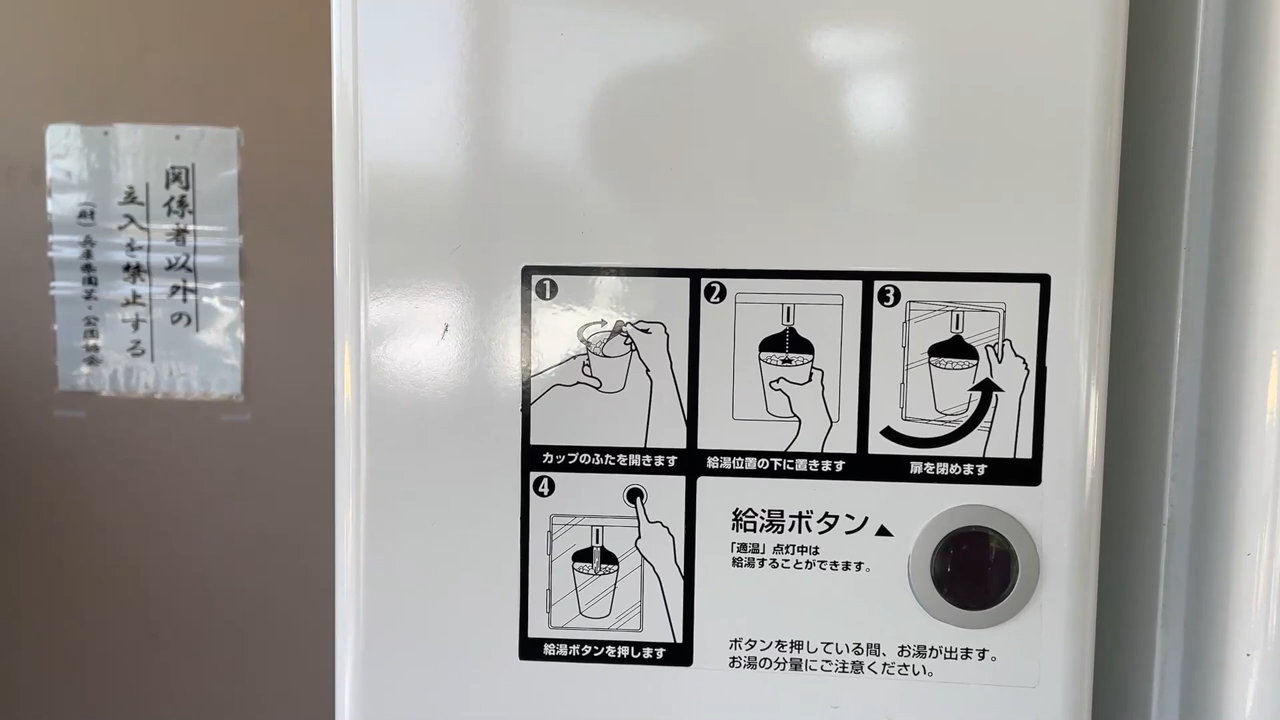 関係者以外の
立入を禁止する
(財)兵庫県園芸・公園協会
1
カップのふたを開きます
2
給湯位置の下に置きます
3
扉を閉めます
4
給湯ボタンを押します
給湯ボタン▲
「適温」点灯中は
給湯することができます。
ボタンを押している間、お湯が出ます。
お湯の分量にご注意ください。